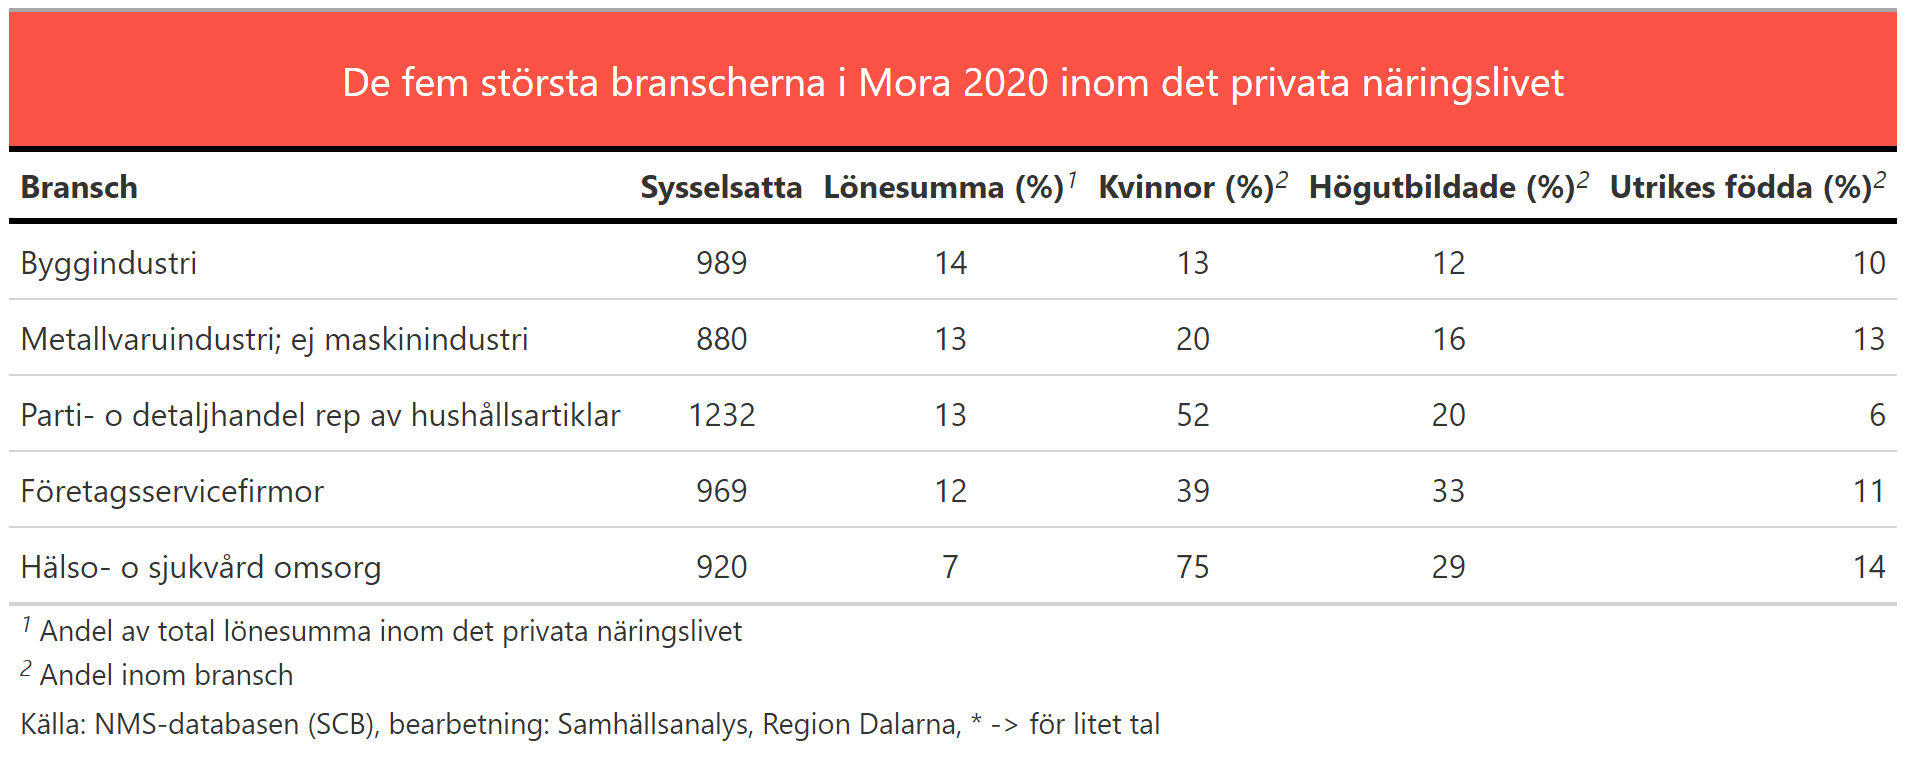 De fem största branscherna i Mora 2020 inom det privata näringslivet
Bransch Sysselsatta Lönesumma (%)1 Kvinnor (%)2 Högutbildade (%)2 Utrikes födda (%)2
Byggindustri 989 14 13 12 10
Metallvaruindustri; ej maskinindustri 880 13 20 16 13
Parti- o detaljhandel rep av hushållsartiklar 1232 13 52 20 6
Företagsservicefirmor 969 12 39 33 11
Hälso- o sjukvård omsorg 920 7 75 29 14
1 Andel av total lönesumma inom det privata näringslivet
2 Andel inom bransch
Källa: NMS-databasen (SCB), bearbetning: Samhällsanalys, Region Dalarna, * -> för litet tal